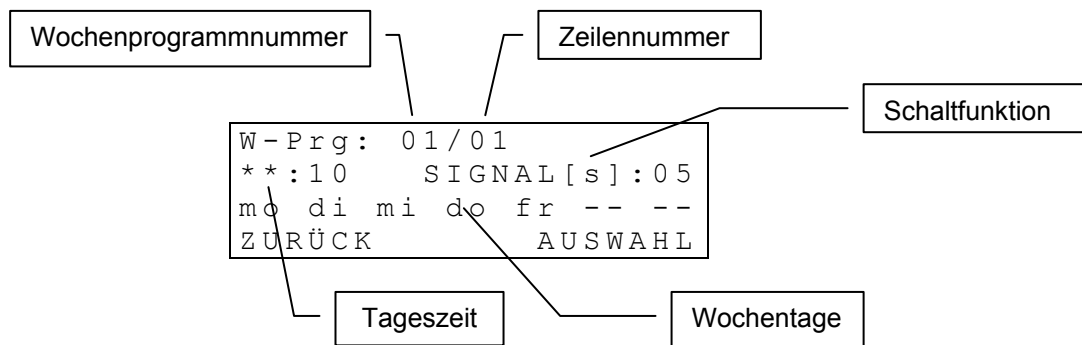 Wochenprogrammnummer
Zeilennummer
Schaltfunktion
W-Prg: 01/01
**:10 SIGNAL[s]:05
mo di mi do fr -- --
ZURÜCK AUSWAHL
Tageszeit
Wochentage